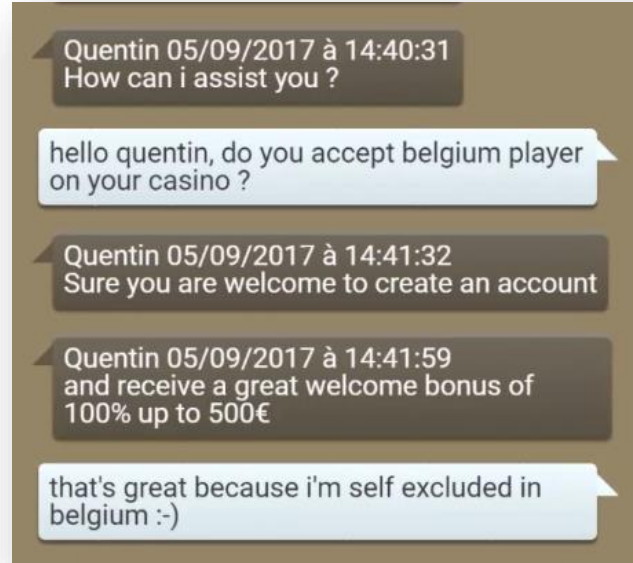 Quentin 05/09/2017 à 14:40:31
How can i assist you ?
hello quentin, do you accept belgium player
on your casino ?
Quentin 05/09/2017 à 14:41:32
Sure you are welcome to create an account
Quentin 05/09/2017 à 14:41:59
and receive a great welcome bonus of
100% up to 500€
that's great because i'm self excluded in
belgium :-)